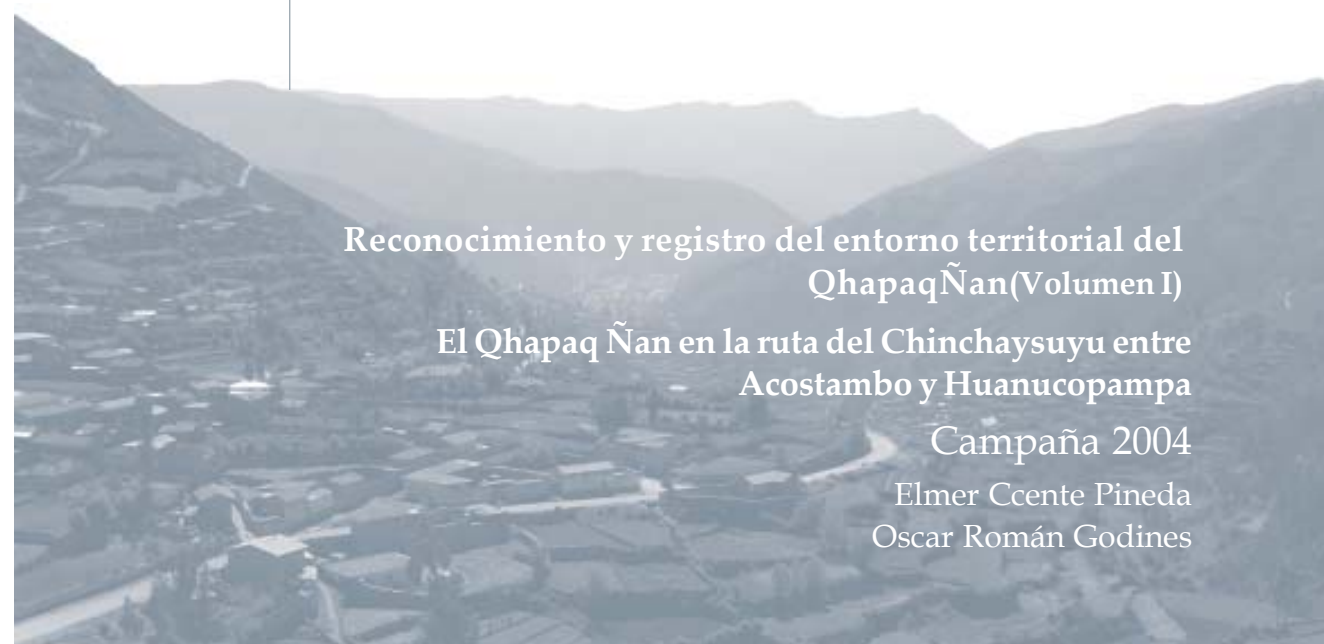 Reconocimiento y registro del entorno territorial del
QhapaqÑan(Volumen I)
El Qhapaq Ñan en la ruta del Chinchaysuyu entre
Acostambo y Huanucopampa
Campaña 2004
Elmer Ccente Pineda
Oscar Román Godines